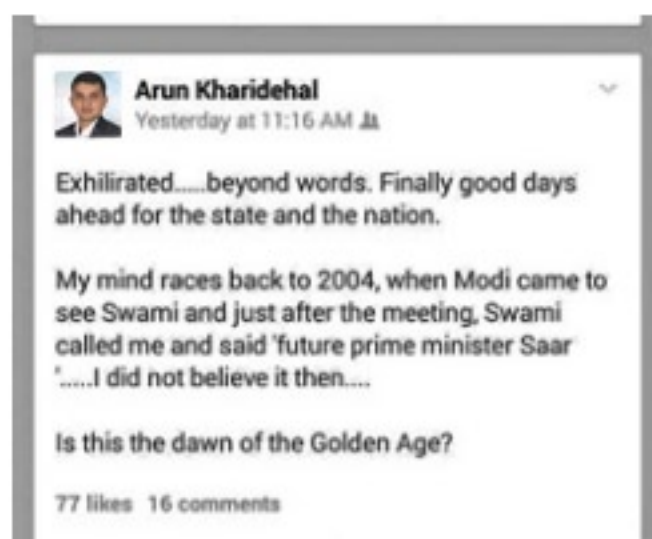 Arun Kharidehal
Yesterday at 11:16 AM
Exhilirated.....beyond words. Finally good days
ahead for the state and the nation.
My mind races back to 2004, when Modi came to
see Swami and just after the meeting, Swami
called me and said 'future prime minister Saar
'.....I did not believe it then....
Is this the dawn of the Golden Age?
77 likes 16 comments